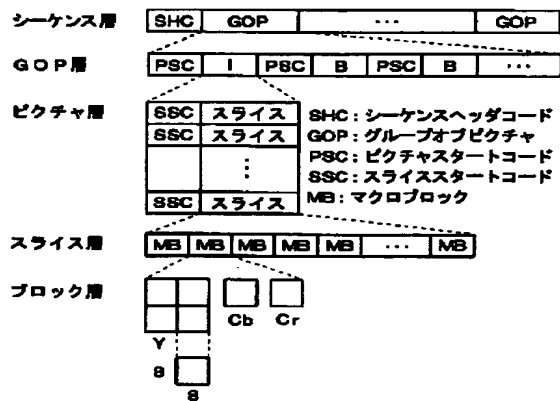 シーケンス層 SHC GOP ··· GOP
GOP層 PSC I PSC B PSC B ···
ピクチャ層 SSC スライス
SSC スライス
⋮
SSC スライス
SHC：シーケンスヘッダコード
GOP：グループオブピクチャ
PSC：ピクチャスタートコード
SSC：スライススタートコード
MB：マクロブロック
スライス層 MB MB MB MB MB ··· MB
ブロック層
Cb Cr
Y
8
8